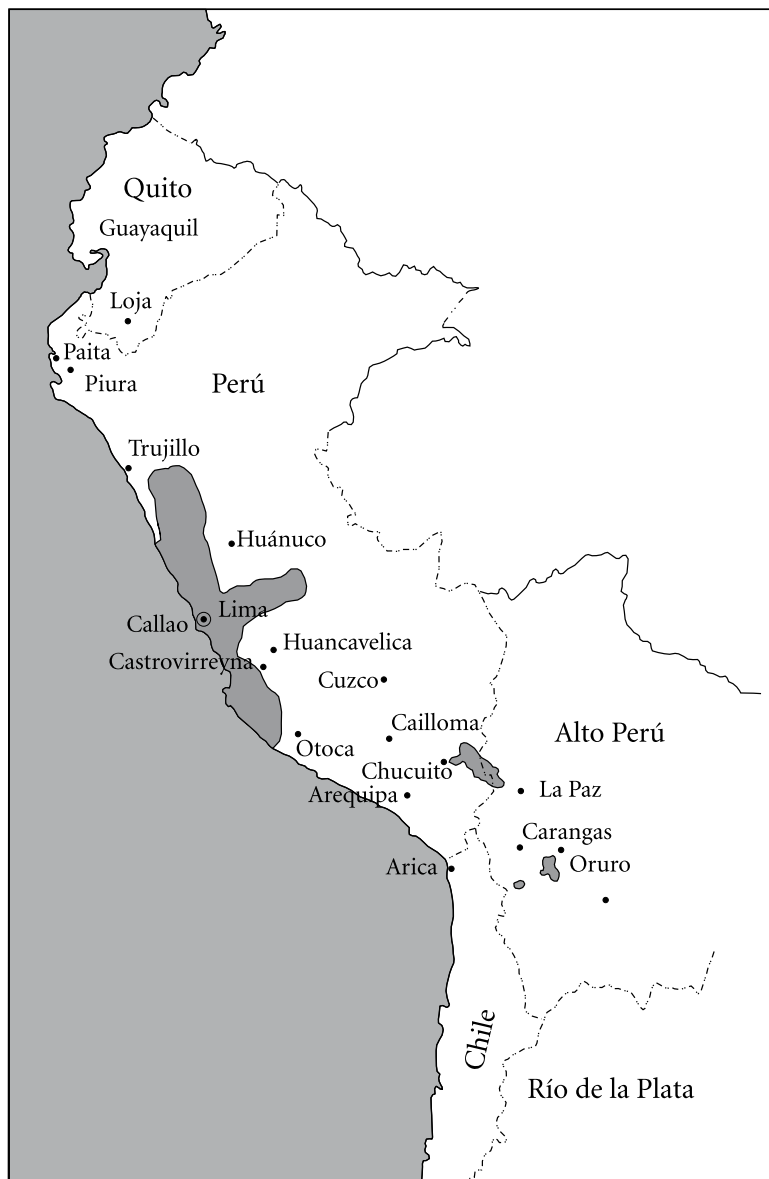 Quito
Guayaquil
Loja
Paita
Piura
Perú
Trujillo
Huánuco
Lima
Callao
Huancavelica
Castrovirreyna
Cuzco
Cailloma
Alto Perú
Otoca
Chucuito
La Paz
Arequipa
Carangas
Oruro
Arica
Chile
Río de la Plata